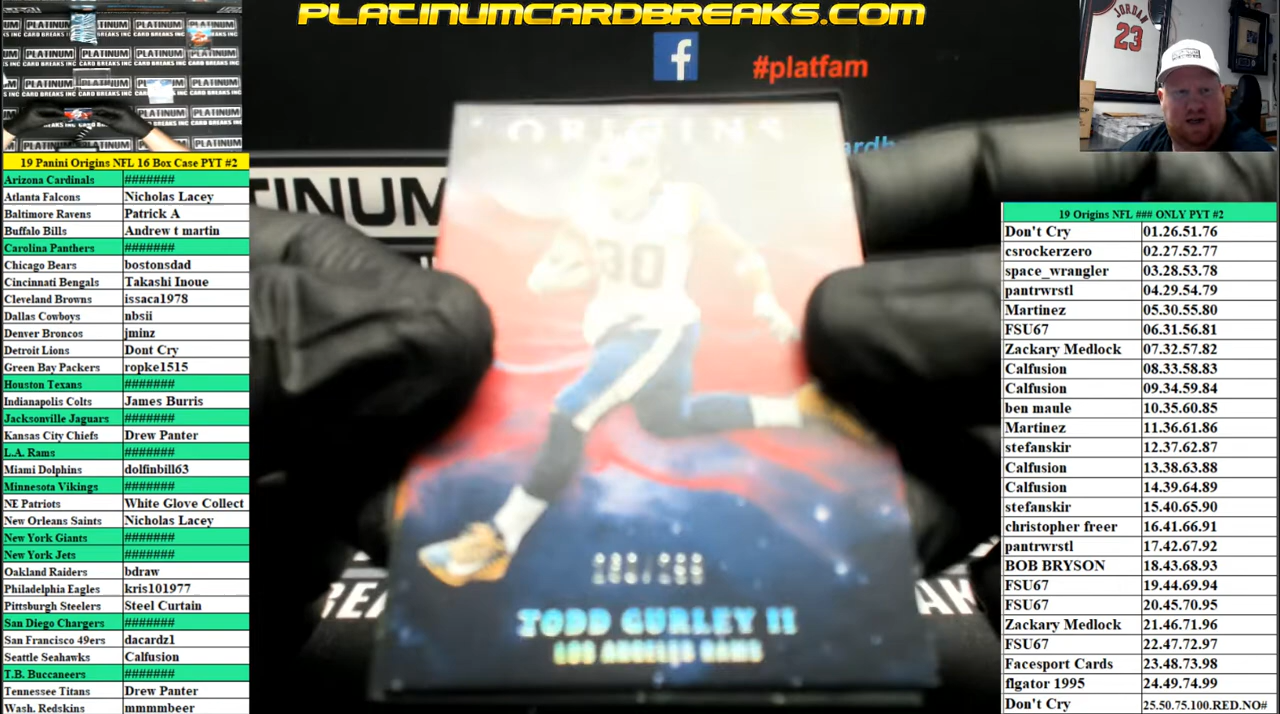 PLATINUMCARDBREAKS.COM
#platfam
JORDAN
23
PLATINUM
CARD BREAKS INC
19 Panini Origins NFL 16 Box Case PYT #2
Arizona Cardinals #######
Atlanta Falcons Nicholas Lacey
Baltimore Ravens Patrick A
Buffalo Bills Andrew t martin
Carolina Panthers #######
Chicago Bears bostonsdad
Cincinnati Bengals Takashi Inoue
Cleveland Browns issaca1978
Dallas Cowboys nbsii
Denver Broncos jminz
Detroit Lions Dont Cry
Green Bay Packers ropke1515
Houston Texans #######
Indianapolis Colts James Burris
Jacksonville Jaguars #######
Kansas City Chiefs Drew Panter
L.A. Rams #######
Miami Dolphins dolfinbill63
Minnesota Vikings #######
NE Patriots White Glove Collect
New Orleans Saints Nicholas Lacey
New York Giants #######
New York Jets #######
Oakland Raiders bdraw
Philadelphia Eagles kris101977
Pittsburgh Steelers Steel Curtain
San Diego Chargers #######
San Francisco 49ers dacardz1
Seattle Seahawks Calfusion
T.B. Buccaneers #######
Tennessee Titans Drew Panter
Wash. Redskins mmmmbeer
ORIGINS
30
TODD GURLEY II
LOS ANGELES RAMS
19 Origins NFL ### ONLY PYT #2
Don't Cry 01.26.51.76
csrockerzero 02.27.52.77
space_wrangler 03.28.53.78
pantrwrstl 04.29.54.79
Martinez 05.30.55.80
FSU67 06.31.56.81
Zackary Medlock 07.32.57.82
Calfusion 08.33.58.83
Calfusion 09.34.59.84
ben maule 10.35.60.85
Martinez 11.36.61.86
stefanskir 12.37.62.87
Calfusion 13.38.63.88
Calfusion 14.39.64.89
stefanskir 15.40.65.90
christopher freer 16.41.66.91
pantrwrstl 17.42.67.92
BOB BRYSON 18.43.68.93
FSU67 19.44.69.94
FSU67 20.45.70.95
Zackary Medlock 21.46.71.96
FSU67 22.47.72.97
Facesport Cards 23.48.73.98
flgator 1995 24.49.74.99
Don't Cry 25.50.75.100.RED.NO#